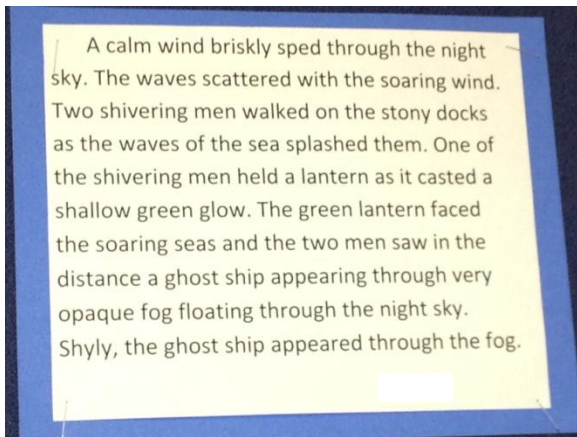 A calm wind briskly sped through the night
sky. The waves scattered with the soaring wind.
Two shivering men walked on the stony docks
as the waves of the sea splashed them. One of
the shivering men held a lantern as it casted a
shallow green glow. The green lantern faced
the soaring seas and the two men saw in the
distance a ghost ship appearing through very
opaque fog floating through the night sky.
Shyly, the ghost ship appeared through the fog.